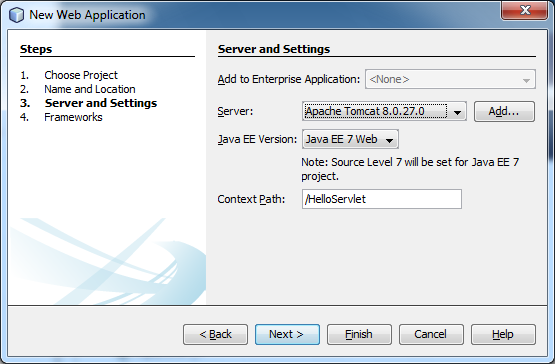 New Web Application
Steps
1. Choose Project
2. Name and Location
3. Server and Settings
4. Frameworks
Server and Settings
Add to Enterprise Application: <None>
Server: Apache Tomcat 8.0.27.0 Add...
Java EE Version: Java EE 7 Web
Note: Source Level 7 will be set for Java EE 7
project.
Context Path: /HelloServlet
< Back Next > Finish Cancel Help